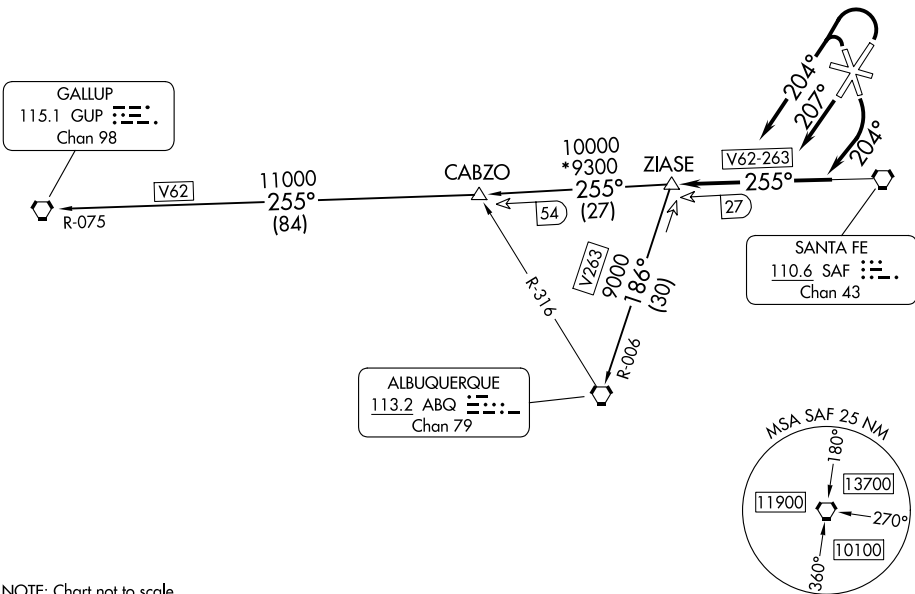 GALLUP
115.1 GUP
Chan 98
V62
R-075
11000
255°
(84)
CABZO
10000
*9300
255°
(27)
54
ZIASE
V62-263
255°
27
204°
207°
204°
SANTA FE
110.6 SAF
Chan 43
V263
9000
186°
(30)
R-316
R-006
ALBUQUERQUE
113.2 ABQ
Chan 79
MSA SAF 25 NM
180°
13700
11900
270°
10100
360°
NOTE: Chart not to scale